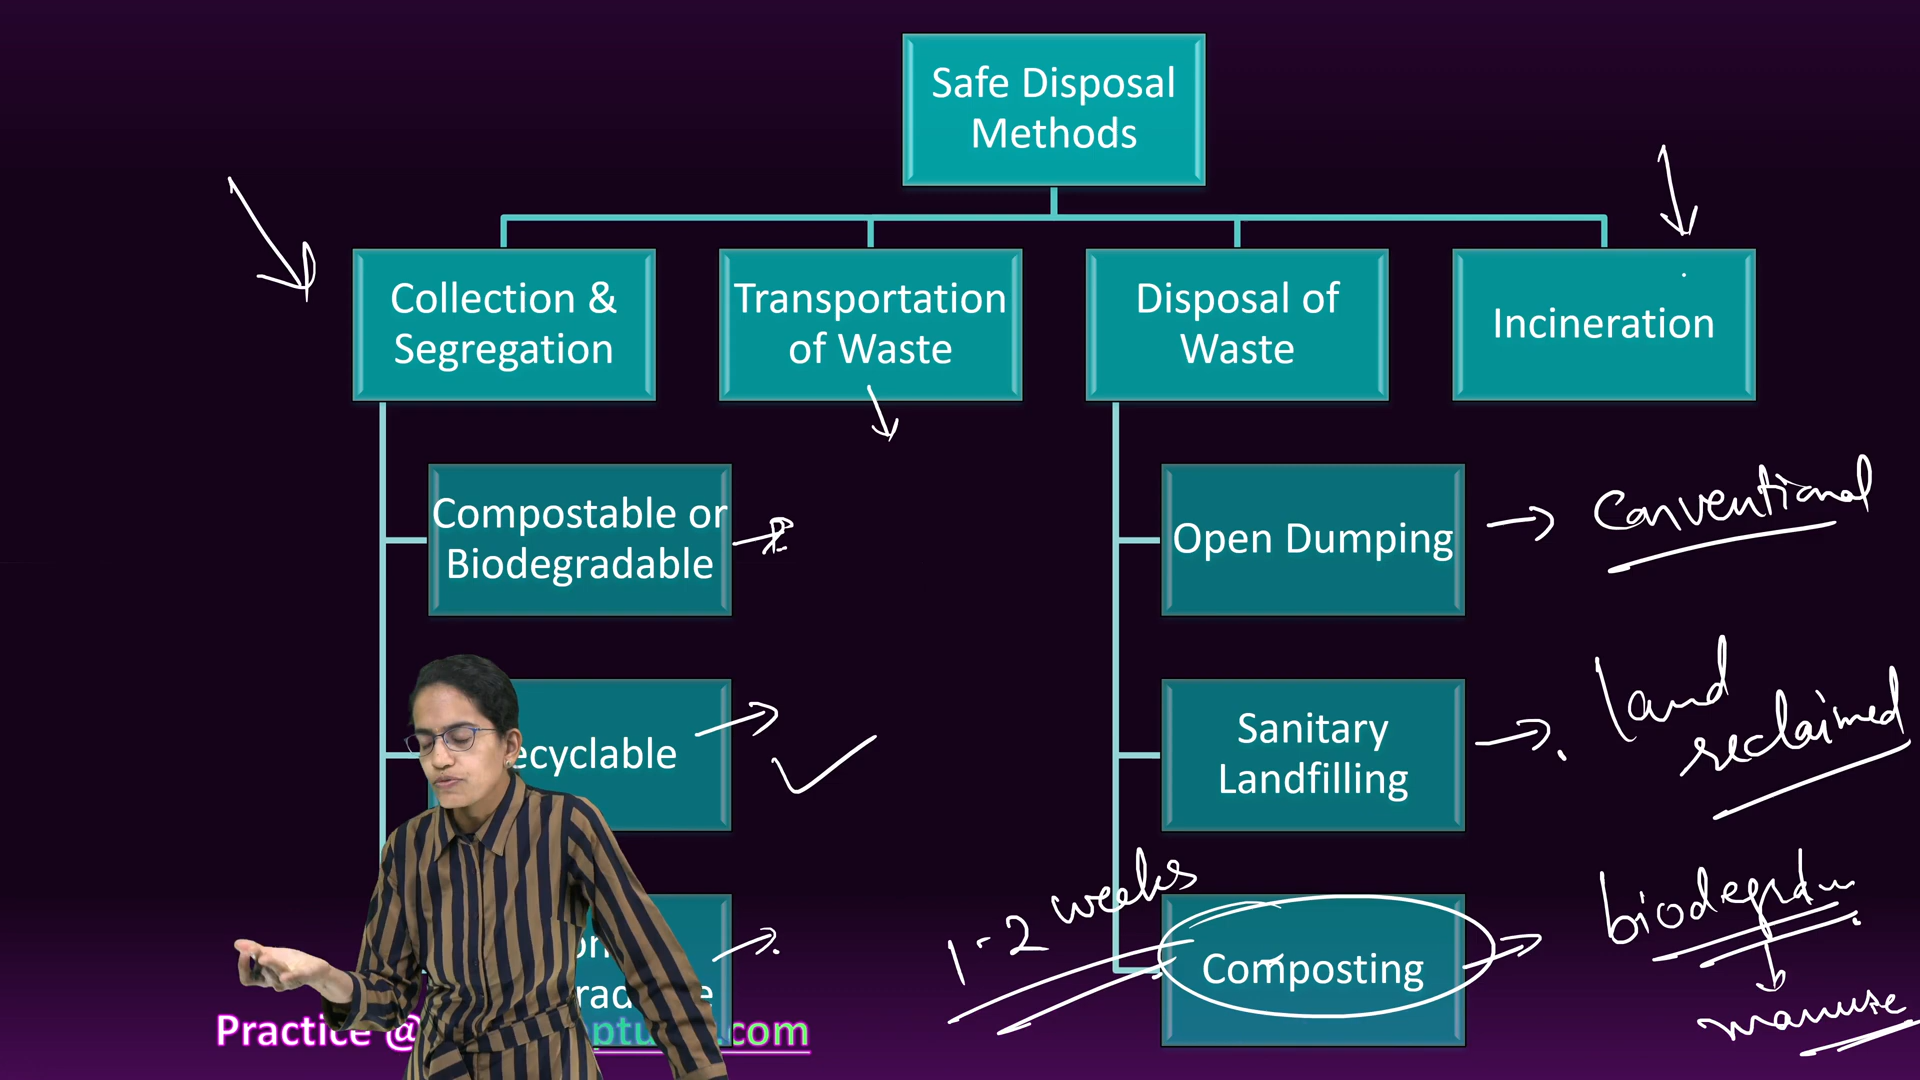 Safe Disposal
Methods
Collection &
Segregation
Transportation
of Waste
Disposal of
Waste
Incineration
Compostable or
Biodegradable
Open Dumping
conventional
ecyclable
Sanitary
Landfilling
land
reclaimed
1-2 weeks
Composting
biodegrada
manure
Practice @
.com